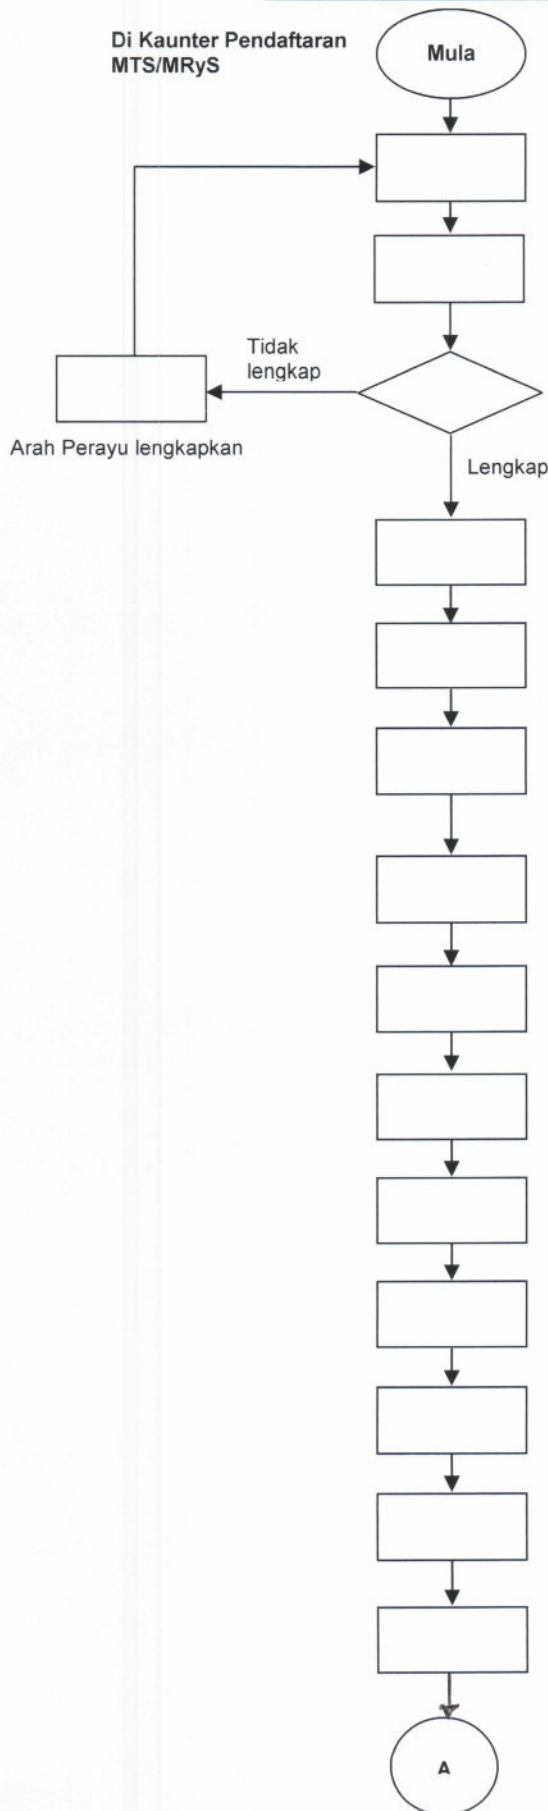 Di Kaunter Pendaftaran
MTS/MRyS
Mula
Tidak
lengkap
Arah Perayu lengkapkan
Lengkap
A